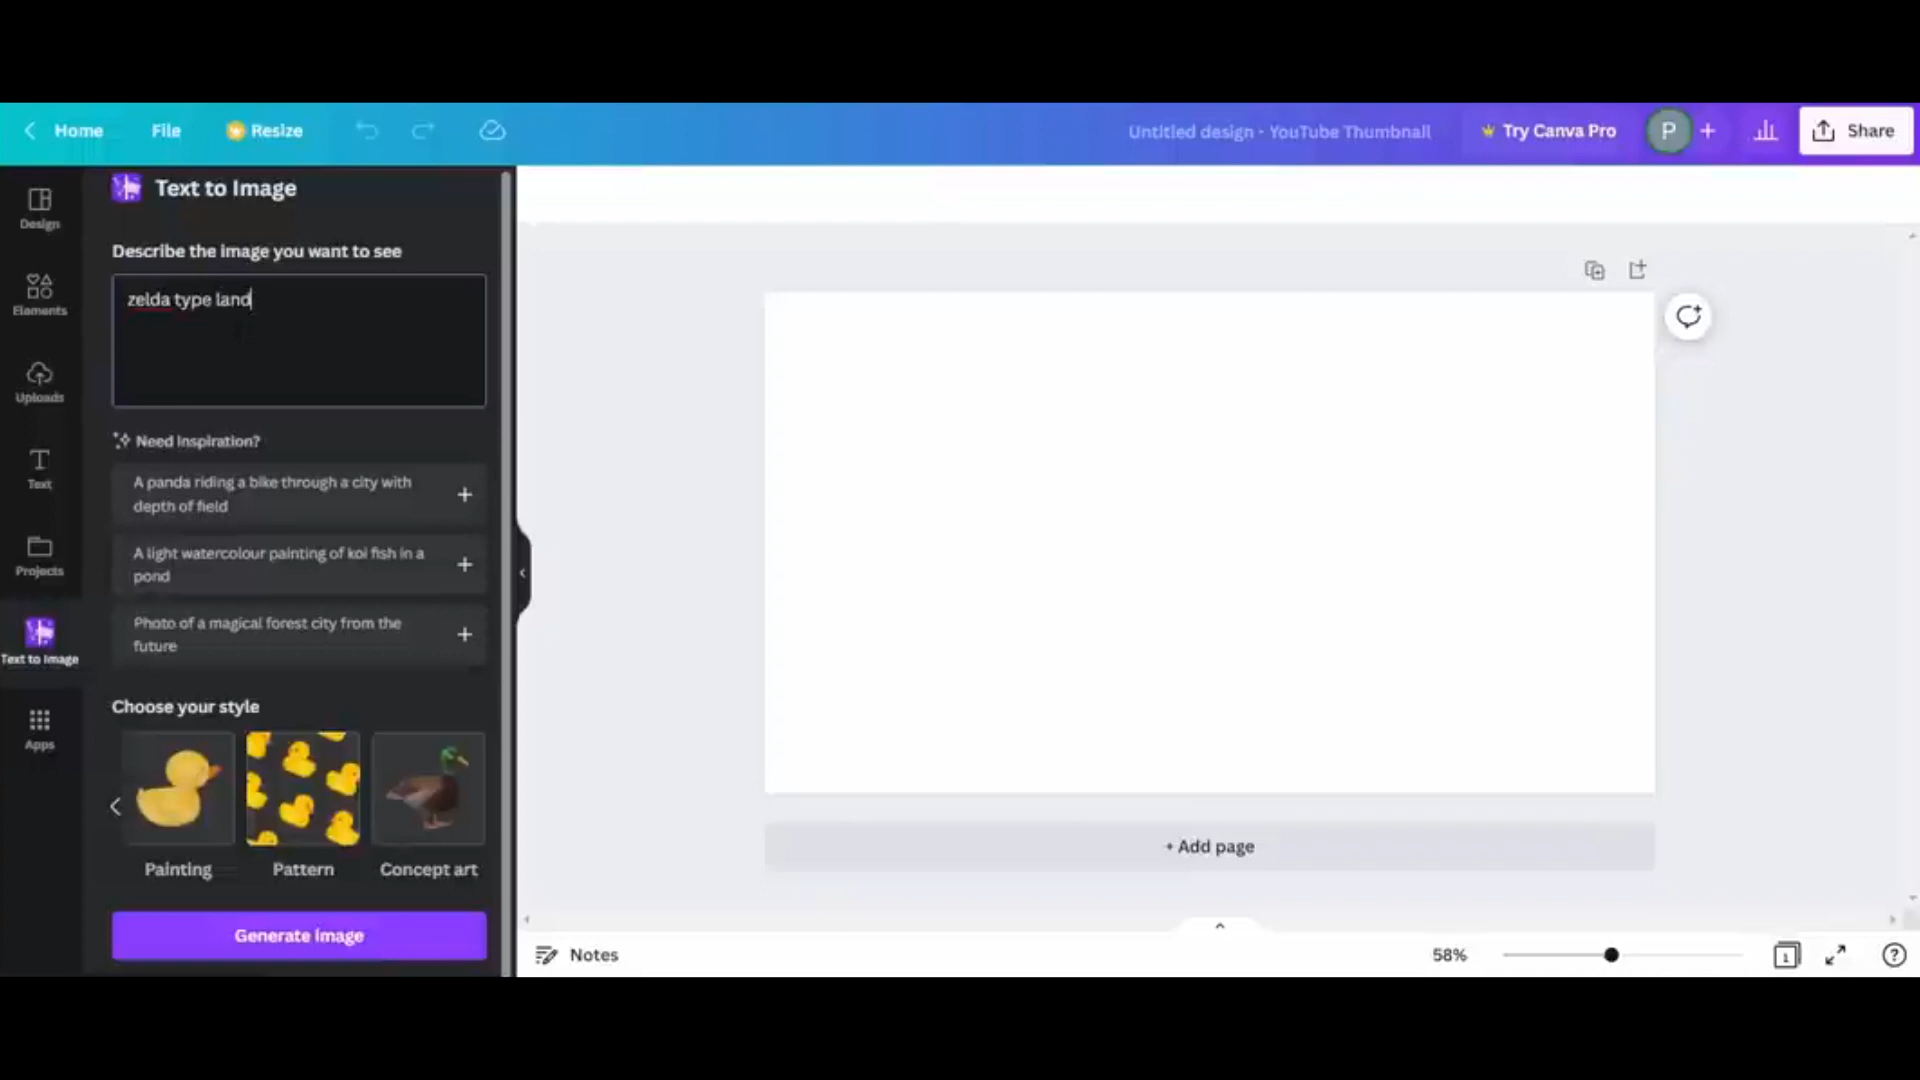 Home File Resize Untitled design - YouTube Thumbnail Try Canva Pro P Share
Design
Elements
Uploads
Text
Projects
Text to Image
Apps
Text to Image
Describe the image you want to see
zelda type land
Need inspiration?
A panda riding a bike through a city with
depth of field
A light watercolour painting of koi fish in a
pond
Photo of a magical forest city from the
future
Choose your style
Painting Pattern Concept art
Generate image
+ Add page
Notes 58% 1 ?